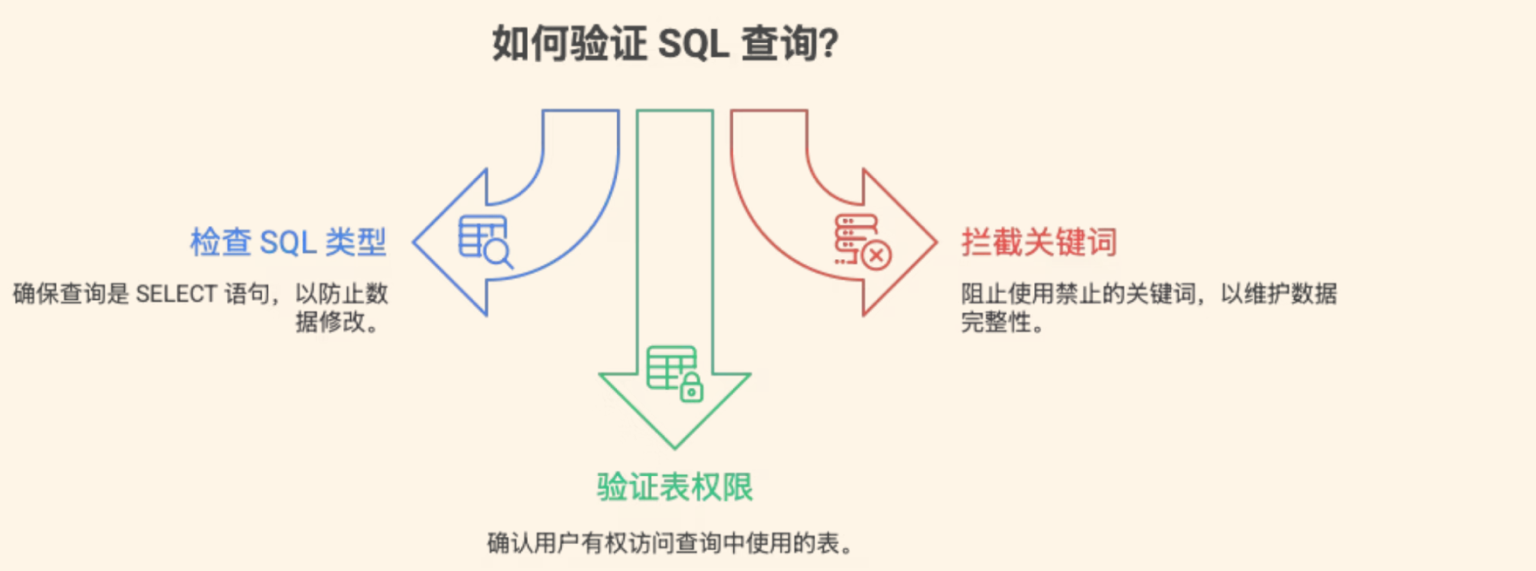 如何验证 SQL 查询?
检查 SQL 类型
确保查询是 SELECT 语句，以防止数
据修改。
拦截关键词
阻止使用禁止的关键词，以维护数据
完整性。
验证表权限
确认用户有权访问查询中使用的表。